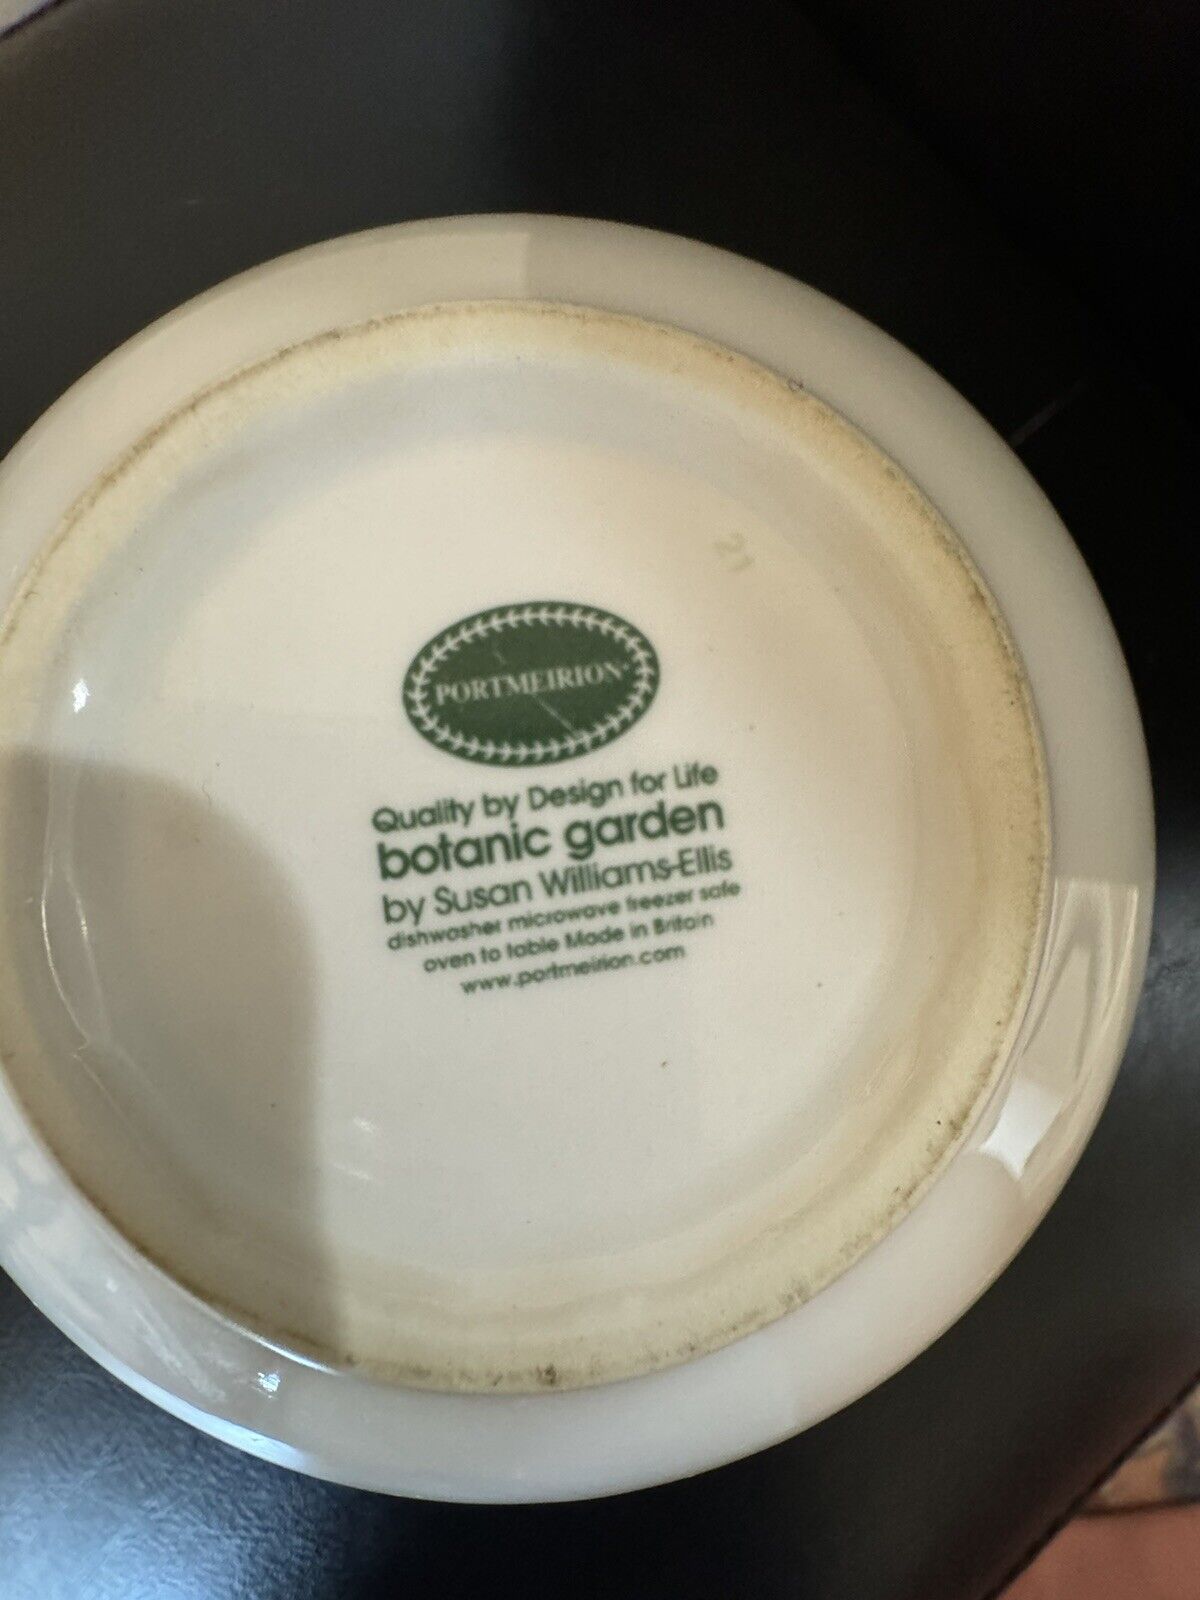 21
PORTMEIRION
Quality by Design for Life
botanic garden
by Susan Williams-Ellis
dishwasher microwave freezer safe
oven to table Made in Britain
www.portmeirion.com